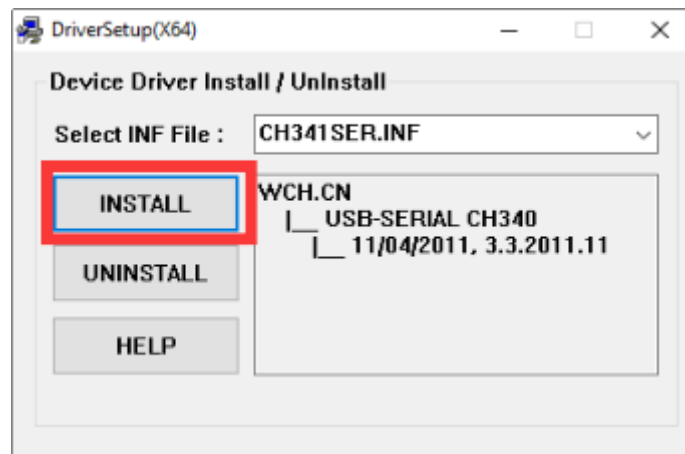 DriverSetup(X64)
Device Driver Install / UnInstall
Select INF File :
CH341SER.INF
INSTALL
WCH.CN
|__ USB-SERIAL CH340
|__ 11/04/2011, 3.3.2011.11
UNINSTALL
HELP